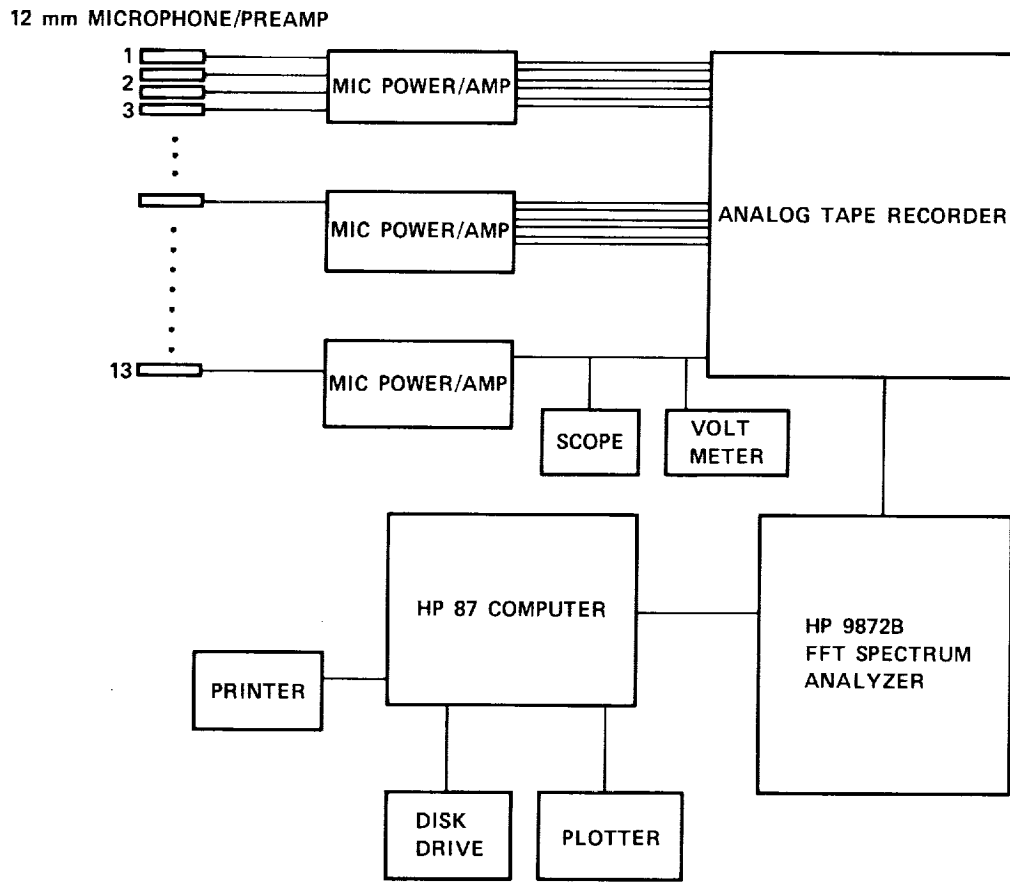 12 mm MICROPHONE/PREAMP
1
2
3
MIC POWER/AMP
MIC POWER/AMP
ANALOG TAPE RECORDER
13
MIC POWER/AMP
SCOPE
VOLT
METER
HP 87 COMPUTER
HP 9872B
FFT SPECTRUM
ANALYZER
PRINTER
DISK
DRIVE
PLOTTER